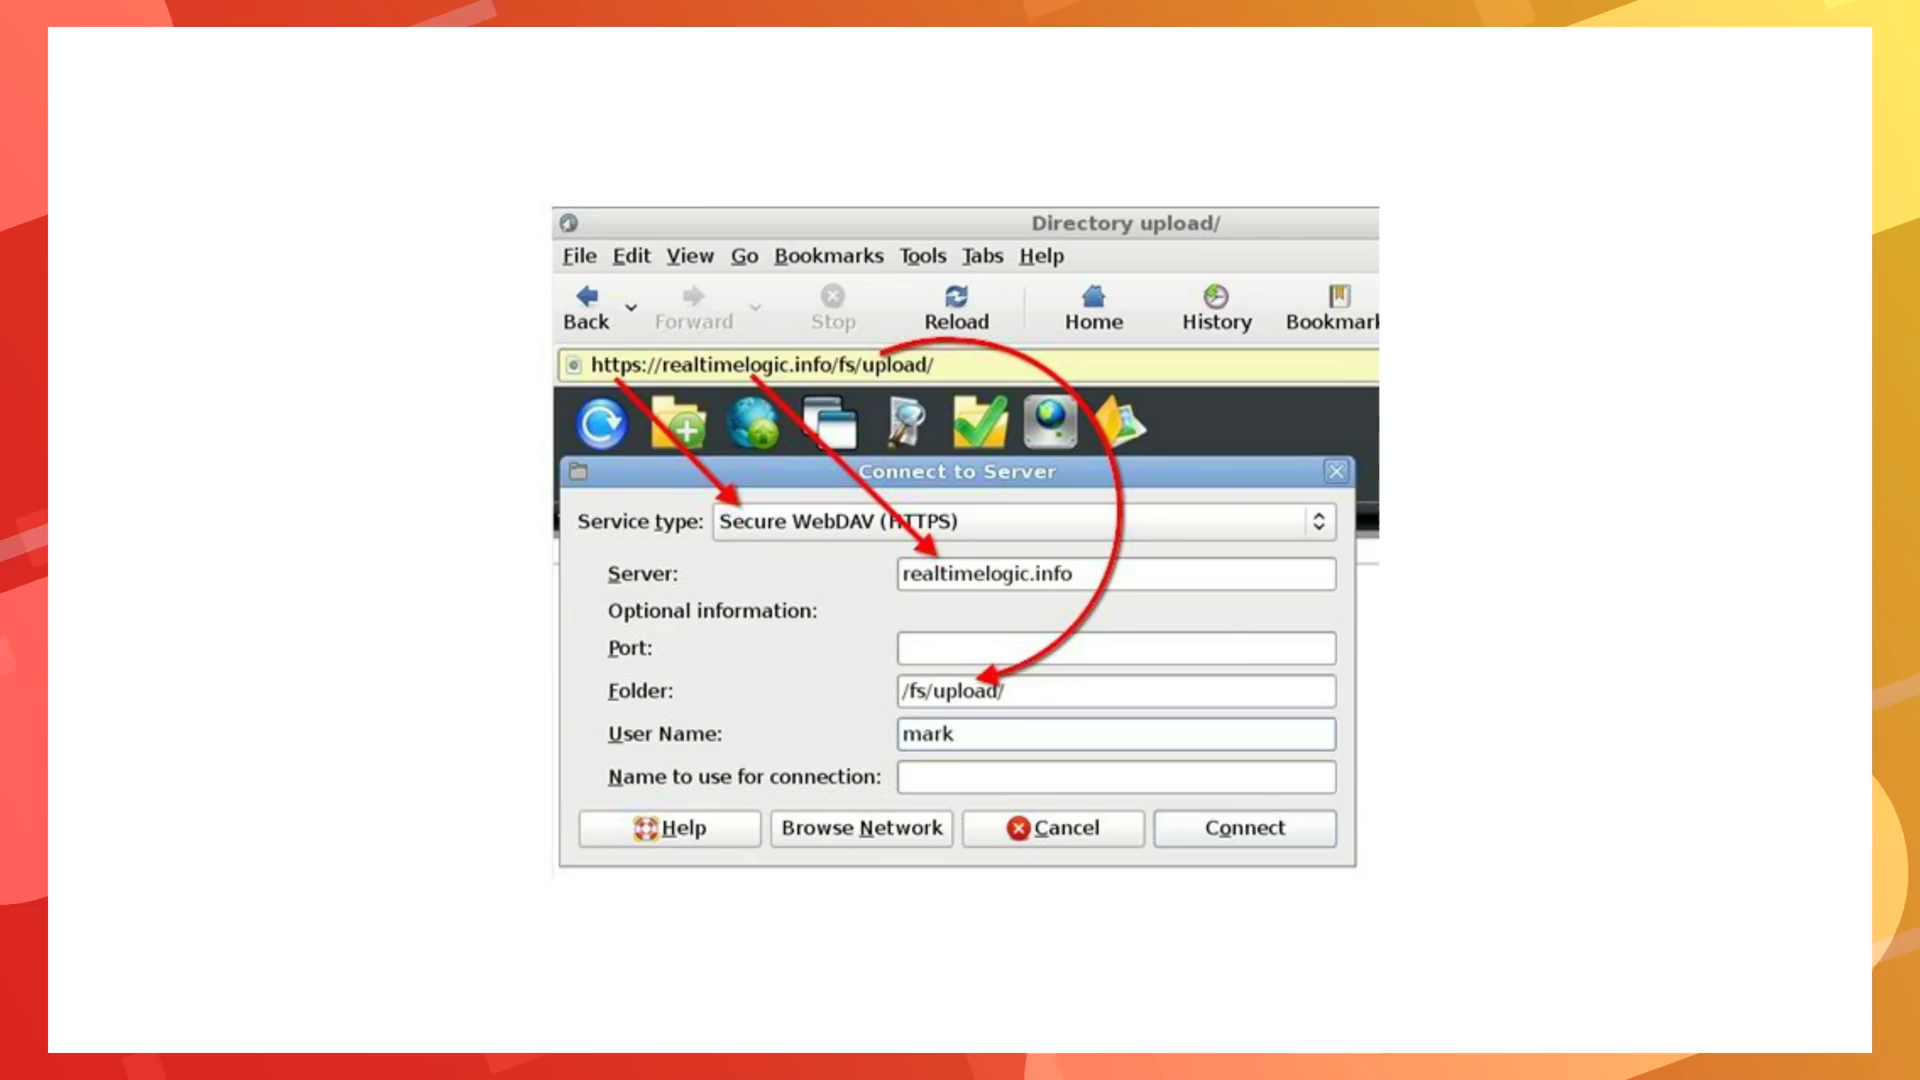 Directory upload/
File Edit View Go Bookmarks Tools Tabs Help
Back Forward Stop Reload Home History Bookmark
https://realtimelogic.info/fs/upload/
Connect to Server
Service type: Secure WebDAV (HTTPS)
Server: realtimelogic.info
Optional information:
Port:
Folder: /fs/upload/
User Name: mark
Name to use for connection:
Help Browse Network Cancel Connect